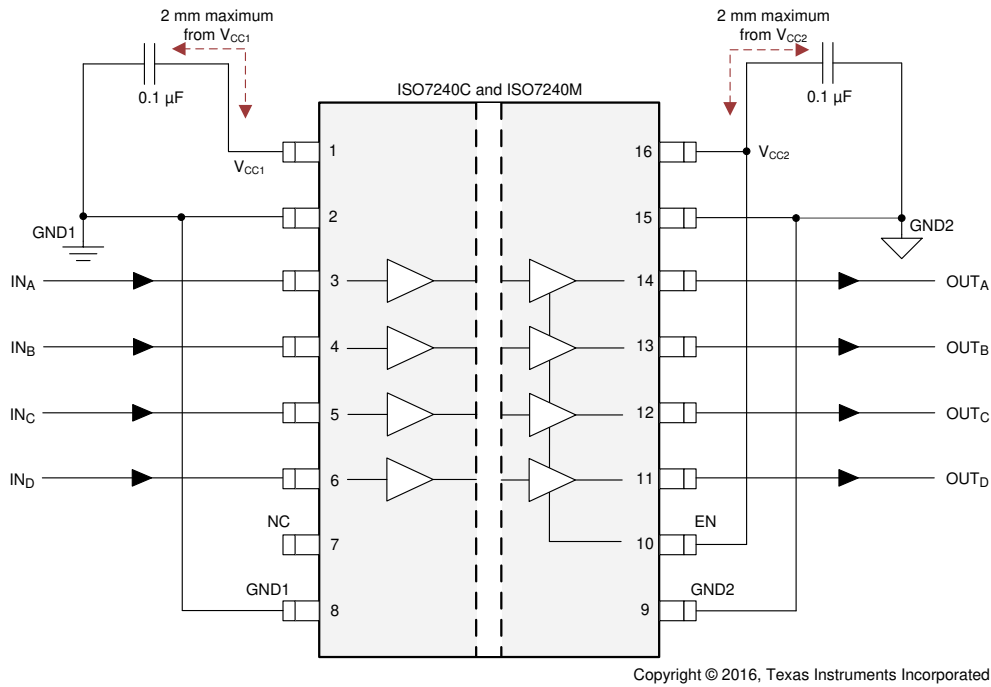 2 mm maximum
from VCC1
2 mm maximum
from VCC2
0.1 µF
0.1 µF
ISO7240C and ISO7240M
1
16
VCC1
VCC2
2
15
GND1
GND2
INA
3
14
OUTA
INB
4
13
OUTB
INC
5
12
OUTC
IND
6
11
OUTD
NC
EN
7
10
GND1
GND2
8
9
Copyright © 2016, Texas Instruments Incorporated